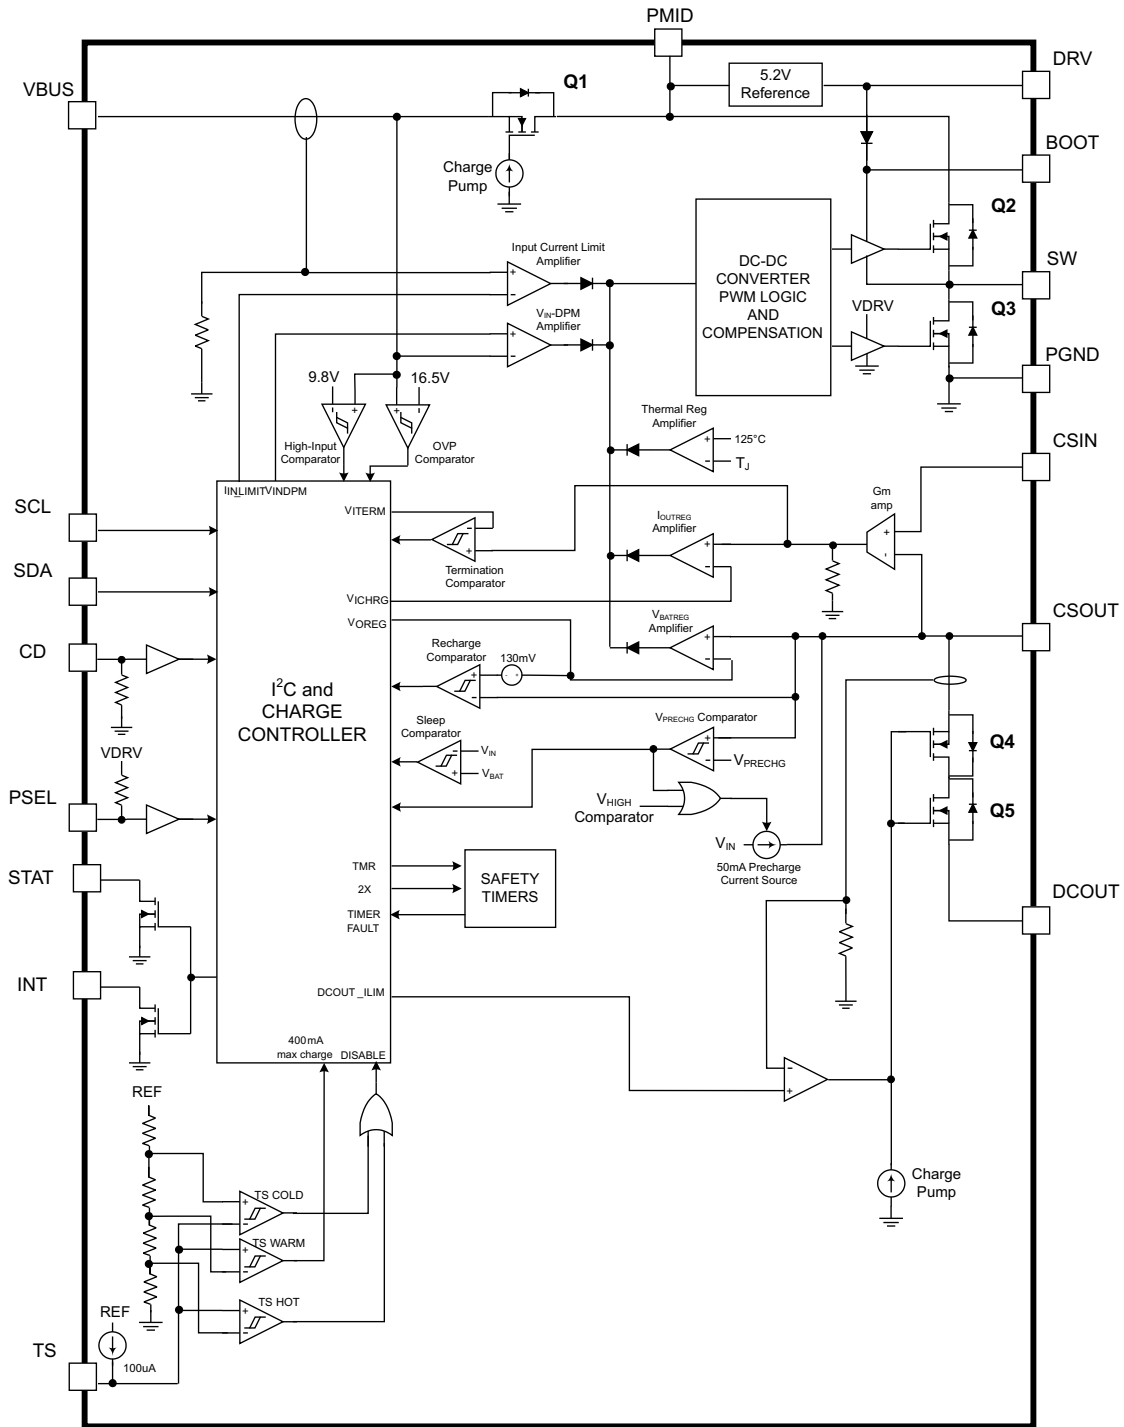 PMID
DRV
VBUS
Q1
5.2V
Reference
BOOT
Charge
Pump
Q2
Input Current Limit
Amplifier
DC-DC
CONVERTER
PWM LOGIC
AND
COMPENSATION
SW
+
-
VIN-DPM
Amplifier
VDRV
Q3
+
-
PGND
9.8V
16.5V
-
+
+
-
Thermal Reg
Amplifier
125°C
TJ
+
-
High-Input
Comparator
OVP
Comparator
CSIN
IIN_LIMIT
VINDPM
Gm
amp
SCL
VITERM
IOUTREG
Amplifier
+
-
-
+
+
-
Termination
Comparator
SDA
VICHRG
VOREG
VBATREG
Amplifier
CSOUT
CD
Recharge
Comparator
130mV
+
-
+
-
I2C and
CHARGE
CONTROLLER
Sleep
Comparator
VPRECHG Comparator
VDRV
-
VIN
+
VBAT
+
-
VPRECHG
Q4
PSEL
VHIGH
Comparator
Q5
VIN
50mA Precharge
Current Source
STAT
TMR
2X
TIMER
FAULT
SAFETY
TIMERS
DCOUT
INT
DCOUT_ILIM
400mA
max charge
DISABLE
-
+
REF
Charge
Pump
TS COLD
+
-
TS WARM
+
-
TS HOT
+
-
REF
TS
100uA